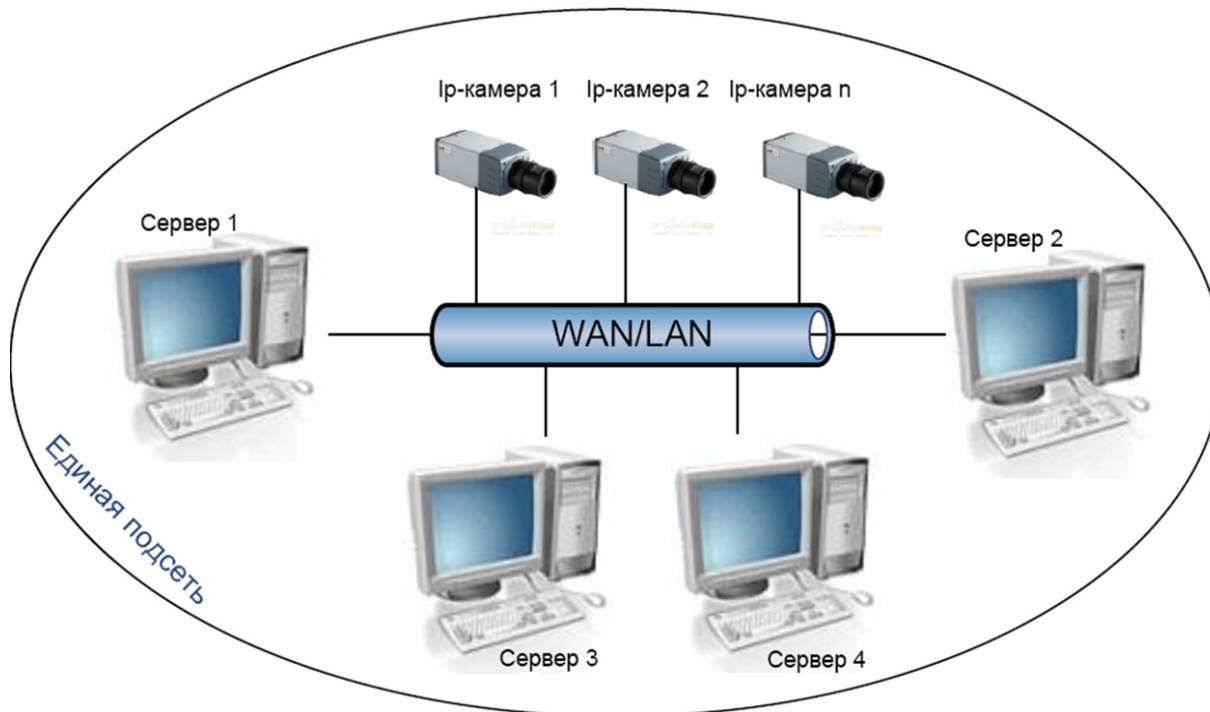 Ip-камера 1 Ip-камера 2 Ip-камера n
Сервер 1
Сервер 2
WAN/LAN
Единая подсеть
Сервер 3
Сервер 4